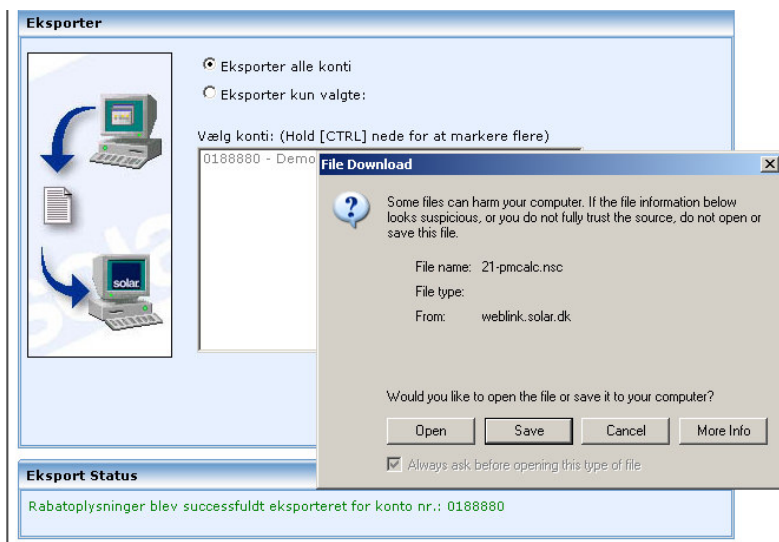 Eksporter
Eksporter alle konti
Eksporter kun valgte:
Vælg konti: (Hold [CTRL] nede for at markere flere)
0188880 - Demo
solar
File Download
Some files can harm your computer. If the file information below
looks suspicious, or you do not fully trust the source, do not open or
save this file.
File name: 21-pmcalc.nsc
File type:
From: weblink.solar.dk
Would you like to open the file or save it to your computer?
Open Save Cancel More Info
Always ask before opening this type of file
Eksport Status
Rabatoplysninger blev successfuldt eksporteret for konto nr.: 0188880